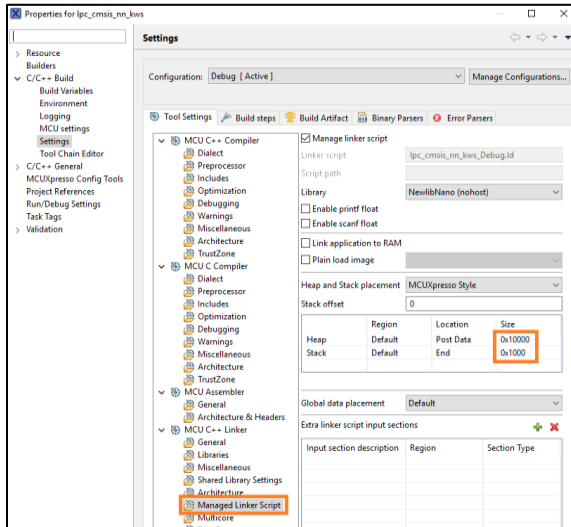 Properties for lpc_cmsis_nn_kws
Settings
Resource
Builders
C/C++ Build
Build Variables
Environment
Logging
MCU settings
Settings
Tool Chain Editor
C/C++ General
MCUXpresso Config Tools
Project References
Run/Debug Settings
Task Tags
Validation
Configuration: Debug [ Active ] Manage Configurations...
Tool Settings Build steps Build Artifact Binary Parsers Error Parsers
MCU C++ Compiler
Dialect
Preprocessor
Includes
Optimization
Debugging
Warnings
Miscellaneous
Architecture
TrustZone
MCU C Compiler
Dialect
Preprocessor
Includes
Optimization
Debugging
Warnings
Miscellaneous
Architecture
TrustZone
MCU Assembler
General
Architecture & Headers
MCU C++ Linker
General
Libraries
Miscellaneous
Shared Library Settings
Architecture
Managed Linker Script
Multicore
Manage linker script
Linker script lpc_cmsis_nn_kws_Debug.ld
Script path
Library NewlibNano (nohost)
Enable printf float
Enable scanf float
Link application to RAM
Plain load image
Heap and Stack placement MCUXpresso Style
Stack offset 0
Region Location Size
Heap Default Post Data 0x10000
Stack Default End 0x1000
Global data placement Default
Extra linker script input sections
Input section description Region Section Type